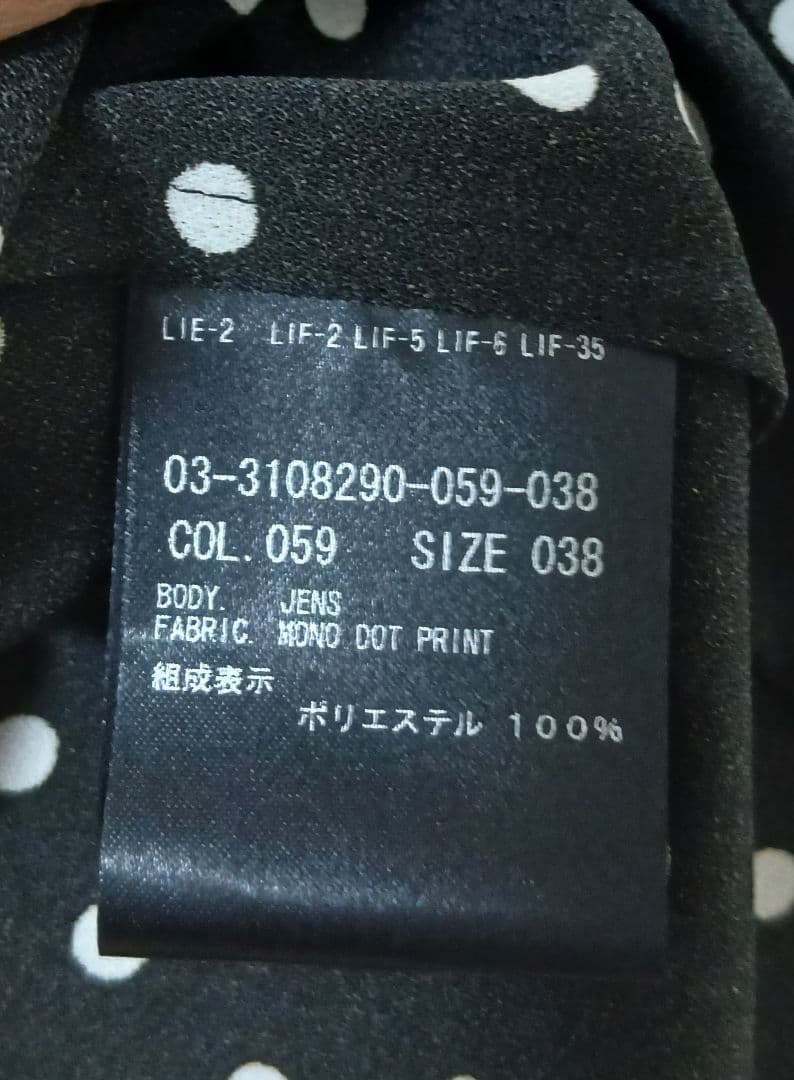 LIE-2 LIF-2 LIF-5 LIF-6 LIF-35
03-3108290-059-038
COL. 059 SIZE 038
BODY. JENS
FABRIC. MONO DOT PRINT
組成表示
ポリエステル 100%